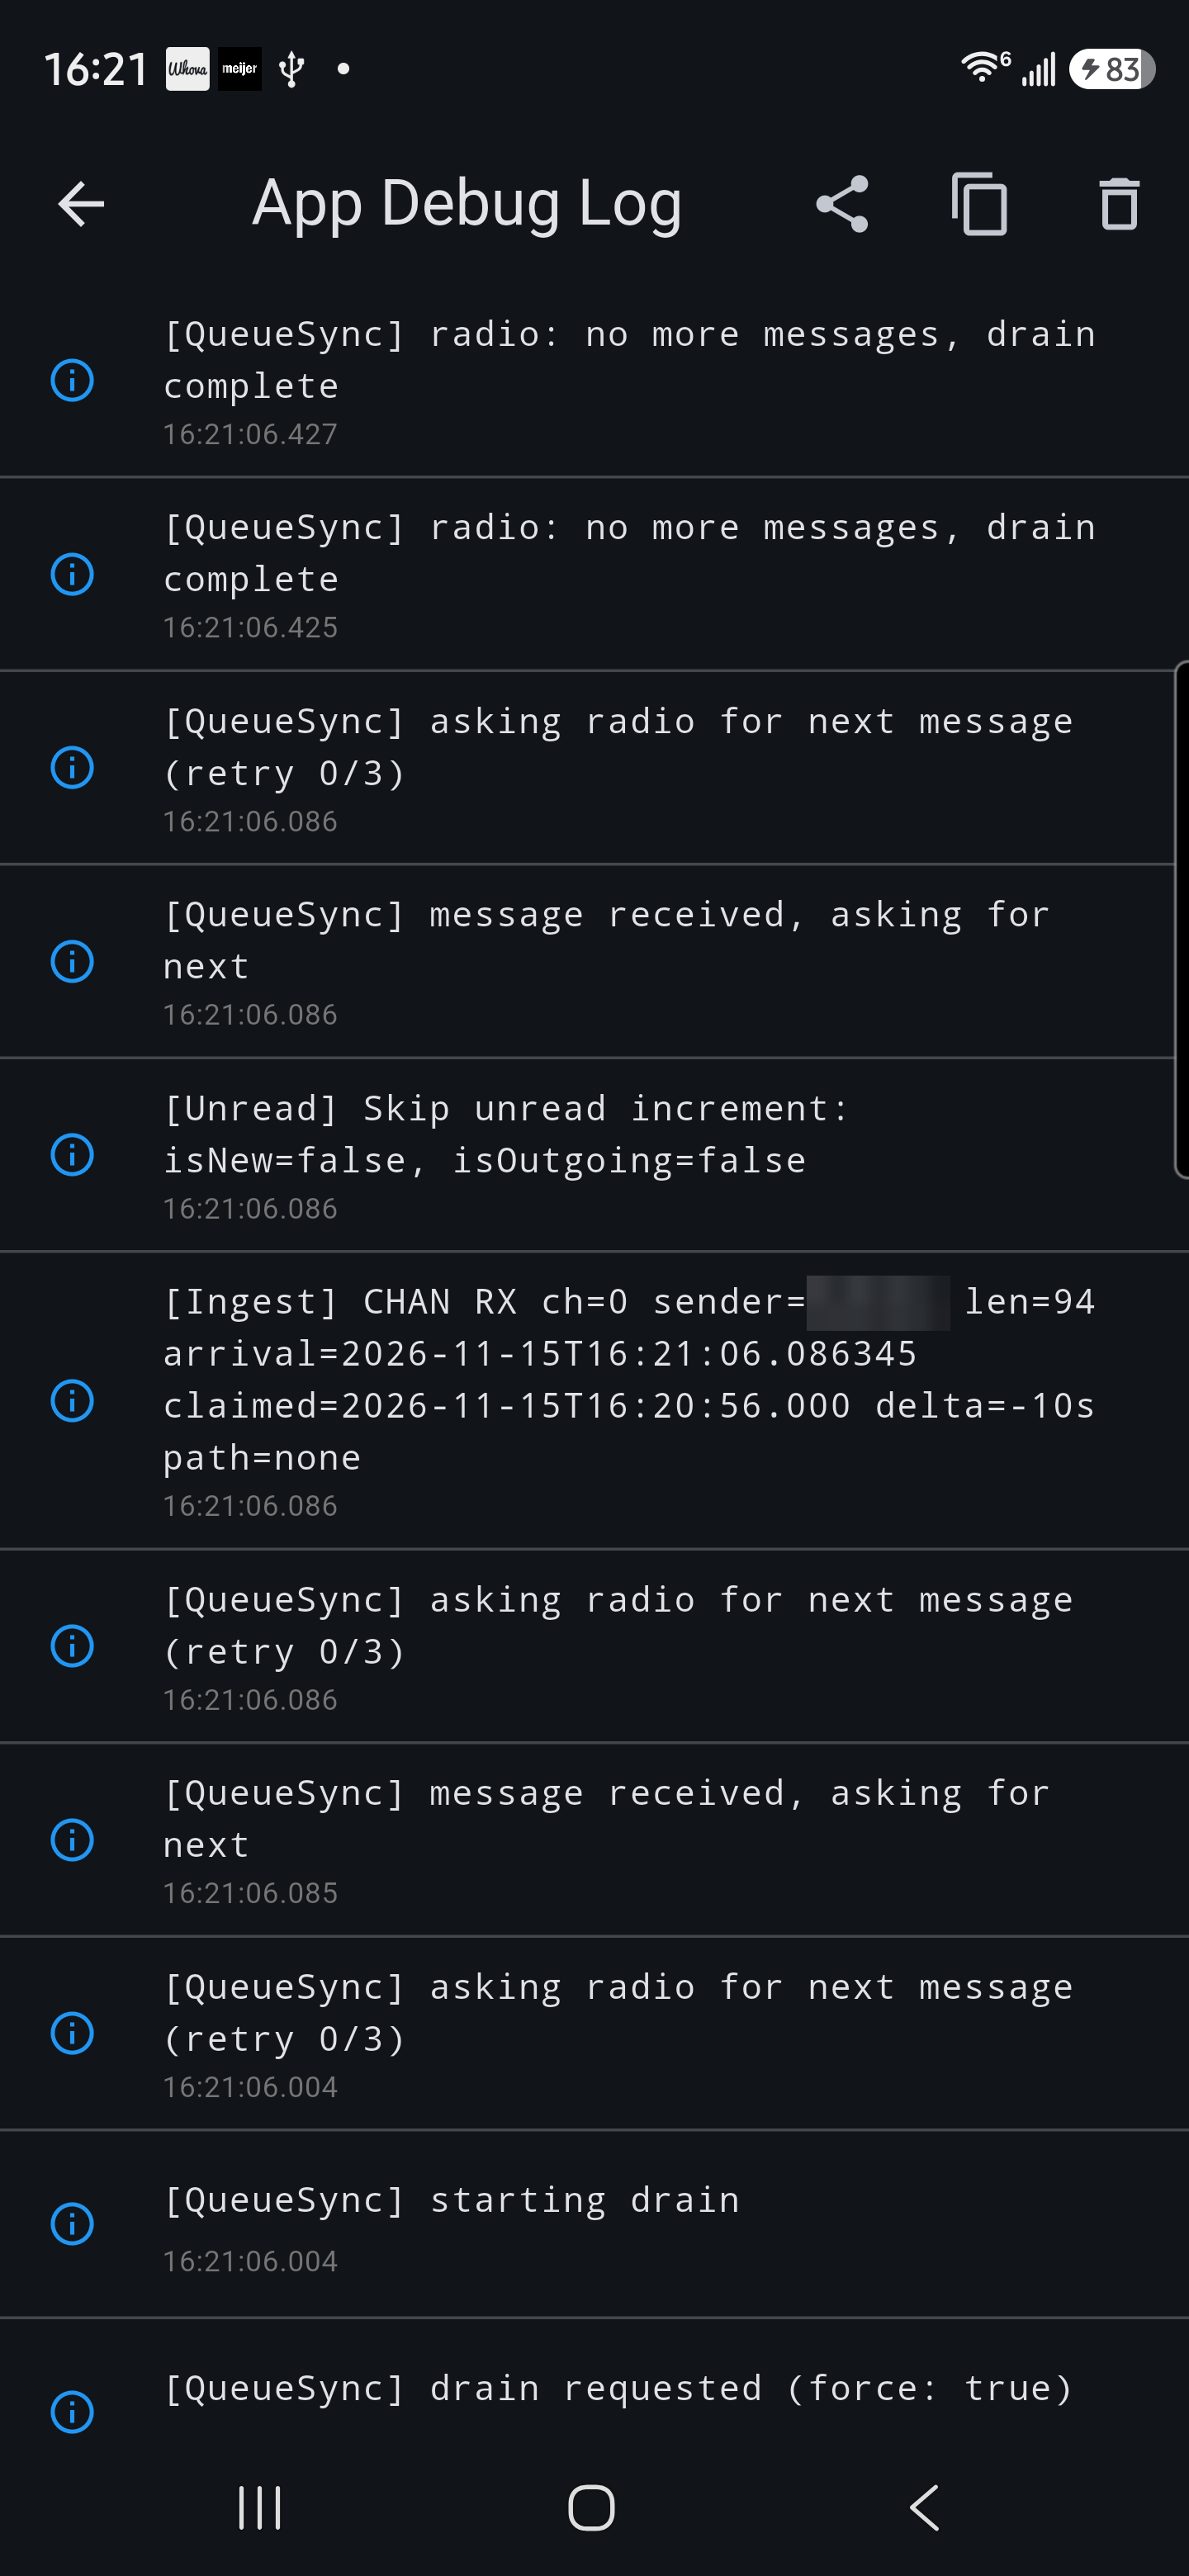 16:21 Whova meijer 6 83
App Debug Log
[QueueSync] radio: no more messages, drain
complete
16:21:06.427
[QueueSync] radio: no more messages, drain
complete
16:21:06.425
[QueueSync] asking radio for next message
(retry 0/3)
16:21:06.086
[QueueSync] message received, asking for
next
16:21:06.086
[Unread] Skip unread increment:
isNew=false, isOutgoing=false
16:21:06.086
[Ingest] CHAN RX ch=0 sender= len=94
arrival=2026-11-15T16:21:06.086345
claimed=2026-11-15T16:20:56.000 delta=-10s
path=none
16:21:06.086
[QueueSync] asking radio for next message
(retry 0/3)
16:21:06.086
[QueueSync] message received, asking for
next
16:21:06.085
[QueueSync] asking radio for next message
(retry 0/3)
16:21:06.004
[QueueSync] starting drain
16:21:06.004
[QueueSync] drain requested (force: true)